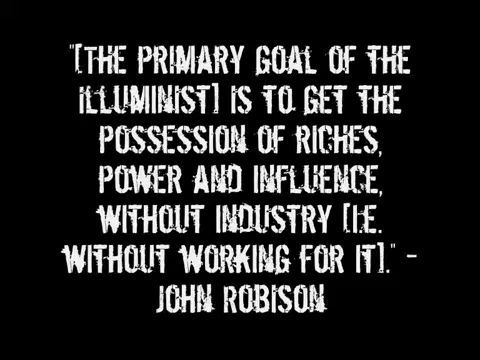 "[THE PRIMARY GOAL OF THE
ILLUMINIST] IS TO GET THE
POSSESSION OF RICHES,
POWER AND INFLUENCE,
WITHOUT INDUSTRY [I.E.
WITHOUT WORKING FOR IT]." -
JOHN ROBISON